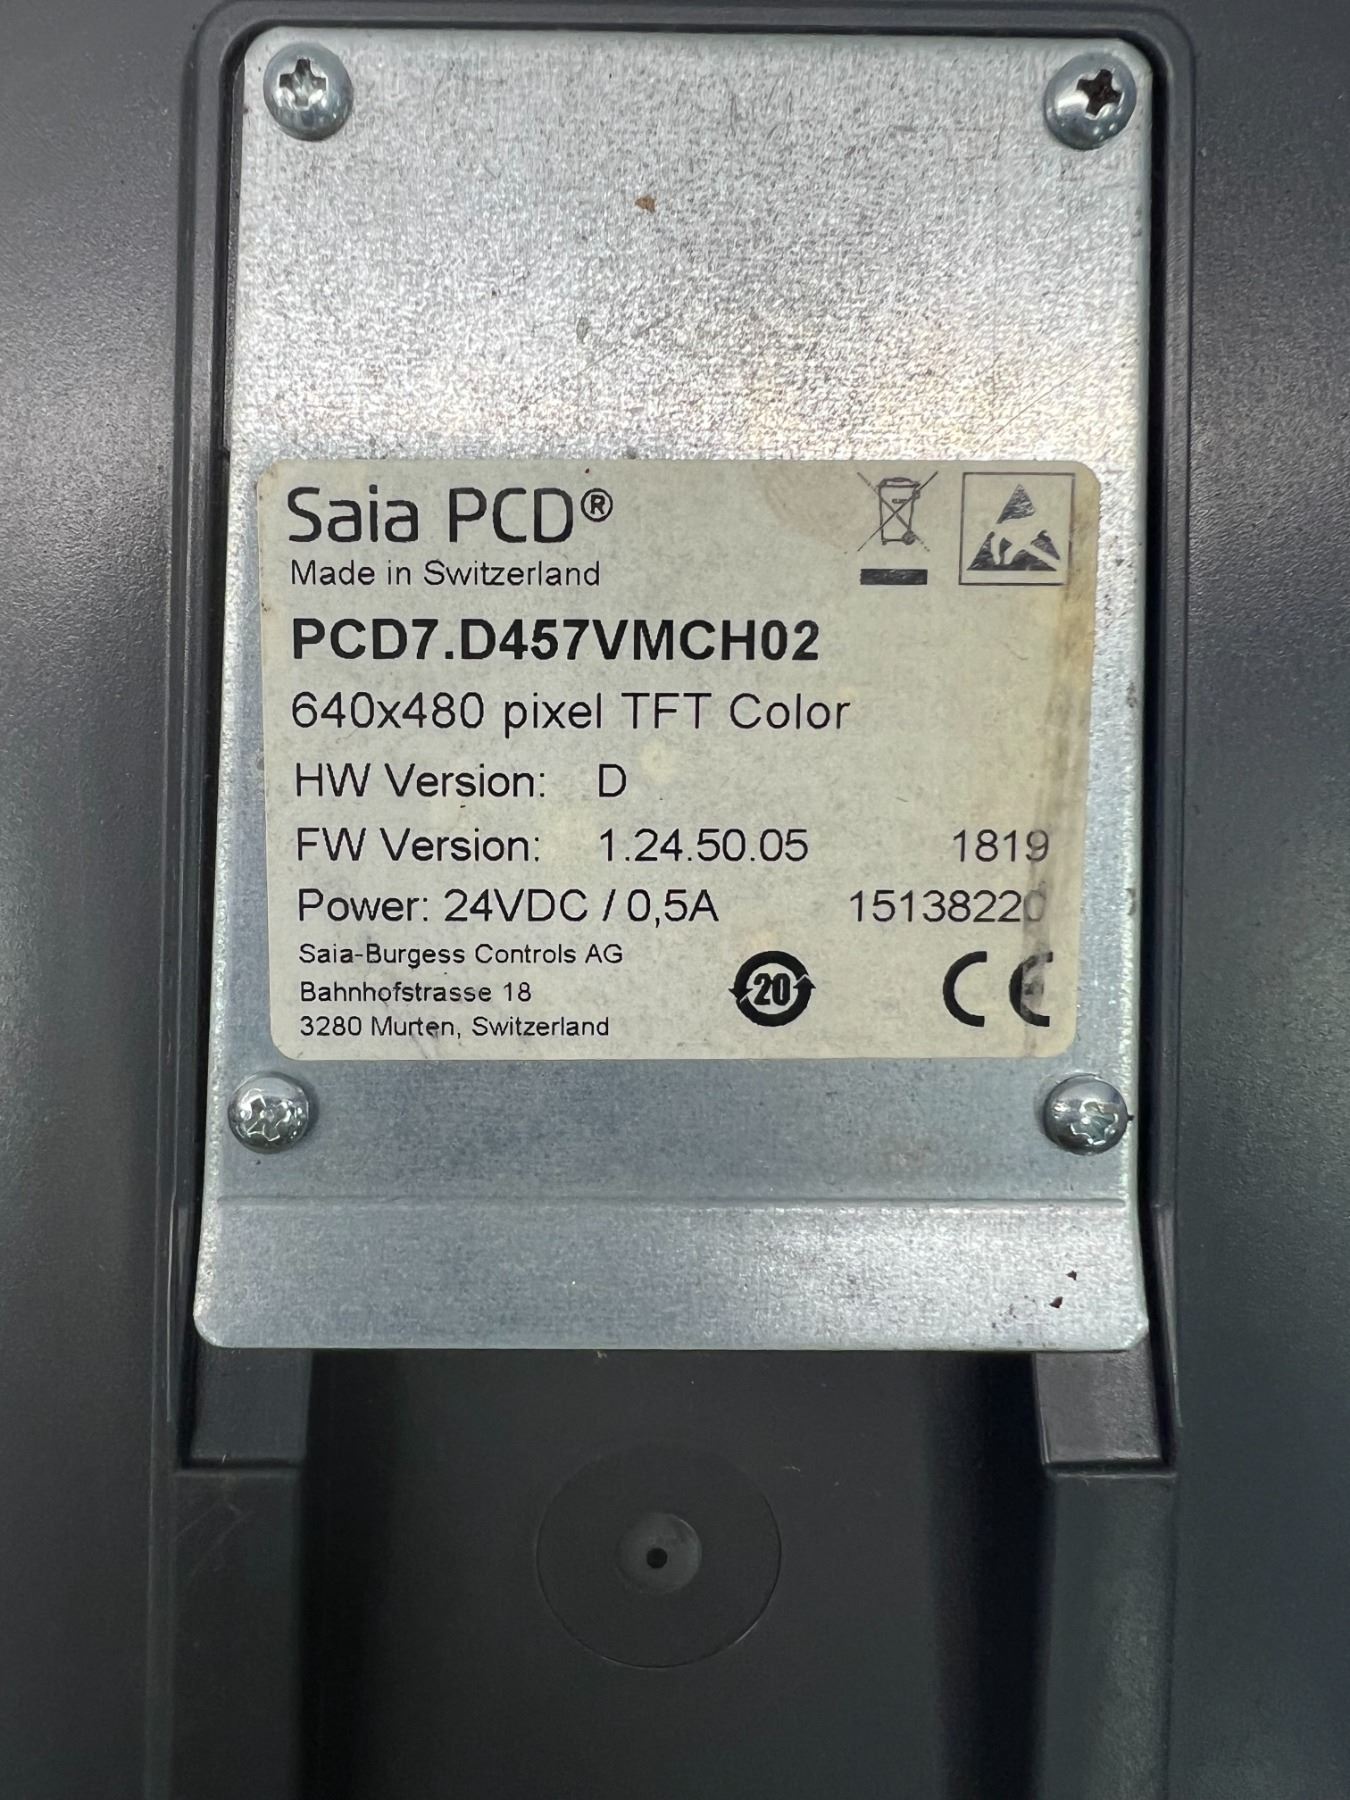 Saia PCD®
Made in Switzerland
PCD7.D457VMCH02
640x480 pixel TFT Color
HW Version: D
FW Version: 1.24.50.05 1819
Power: 24VDC / 0,5A 15138220
Saia-Burgess Controls AG
Bahnhofstrasse 18
3280 Murten, Switzerland
20
CE